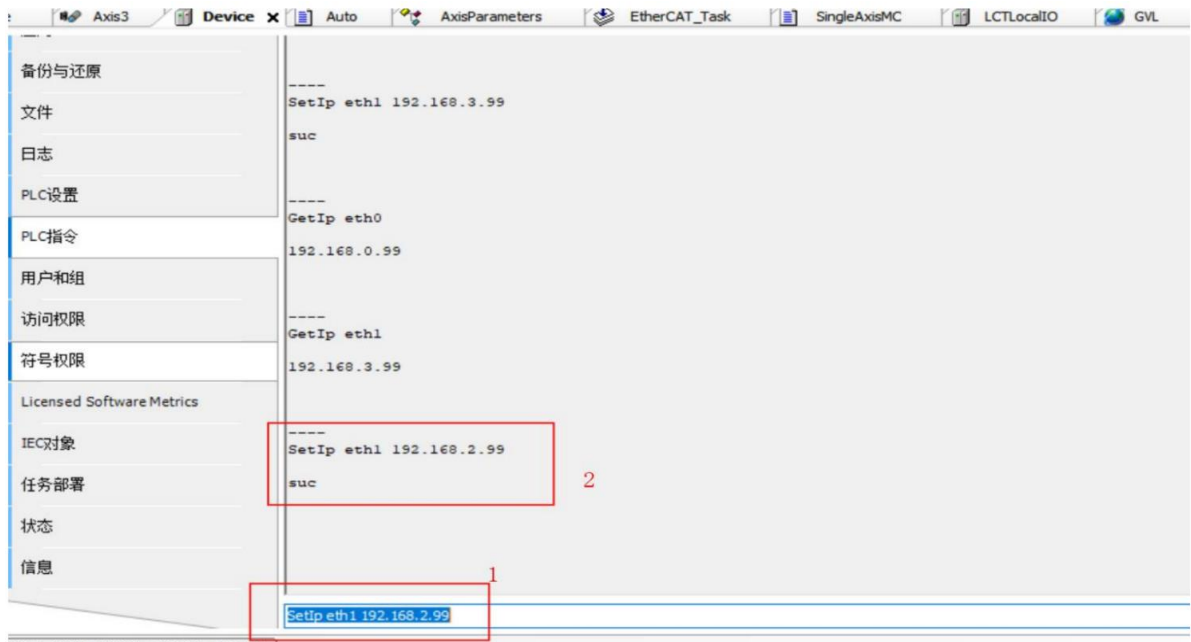 Axis3 Device Auto AxisParameters EtherCAT_Task SingleAxisMC LCTLocalIO GVL
备份与还原
文件
日志
PLC设置
PLC指令
用户和组
访问权限
符号权限
Licensed Software Metrics
IEC对象
任务部署
状态
信息
----
SetIp eth1 192.168.3.99
suc
----
GetIp eth0
192.168.0.99
----
GetIp eth1
192.168.3.99
----
SetIp eth1 192.168.2.99
suc
2
1
SetIp eth1 192.168.2.99